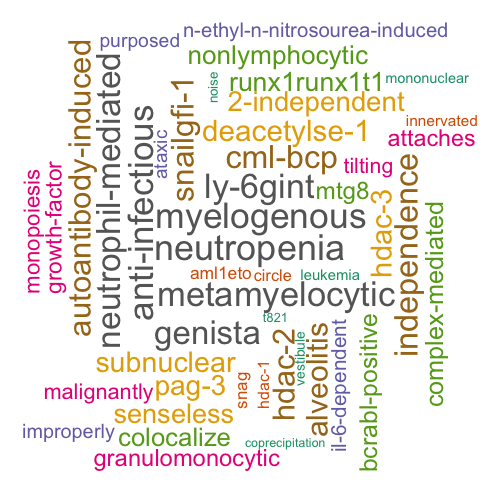 n-ethyl-n-nitrosourea-induced
purposed
nonlymphocytic
runx1runx1t1
mononuclear
noise
2-independent
innervated
deacetylse-1
attaches
cml-bcp
tilting
ataxic
snailgfi-1
autoantibody-induced
neutrophil-mediated
anti-infectious
monopoiesis
growth-factor
ly-6gint
mtg8
myelogenous
neutropenia
hdac-3
independence
complex-mediated
aml1eto
circle
leukemia
metamyelocytic
t821
genista
vestibule
subnuclear
hdac-2
alveolitis
il-6-dependent
bcrabl-positive
malignantly
pag-3
snag
hdac-1
senseless
improperly
colocalize
coprecipitation
granulomonocytic